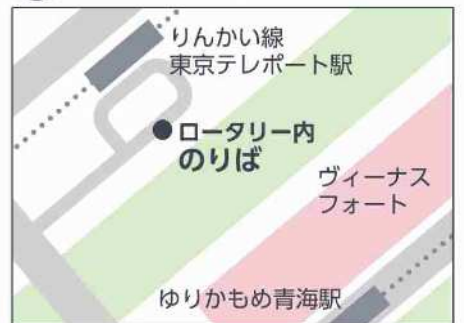 りんかい線
東京テレポート駅
ロータリー内
のりば
ヴィーナス
フォート
ゆりかもめ青海駅